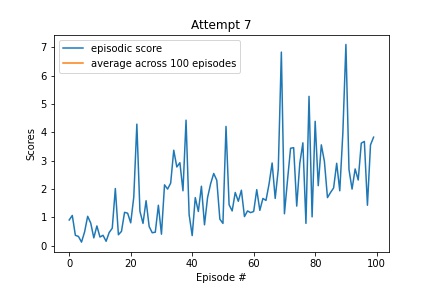 Attempt 7
episodic score
average across 100 episodes
7
6
5
4
3
2
1
0
Scores
0 20 40 60 80 100
Episode #